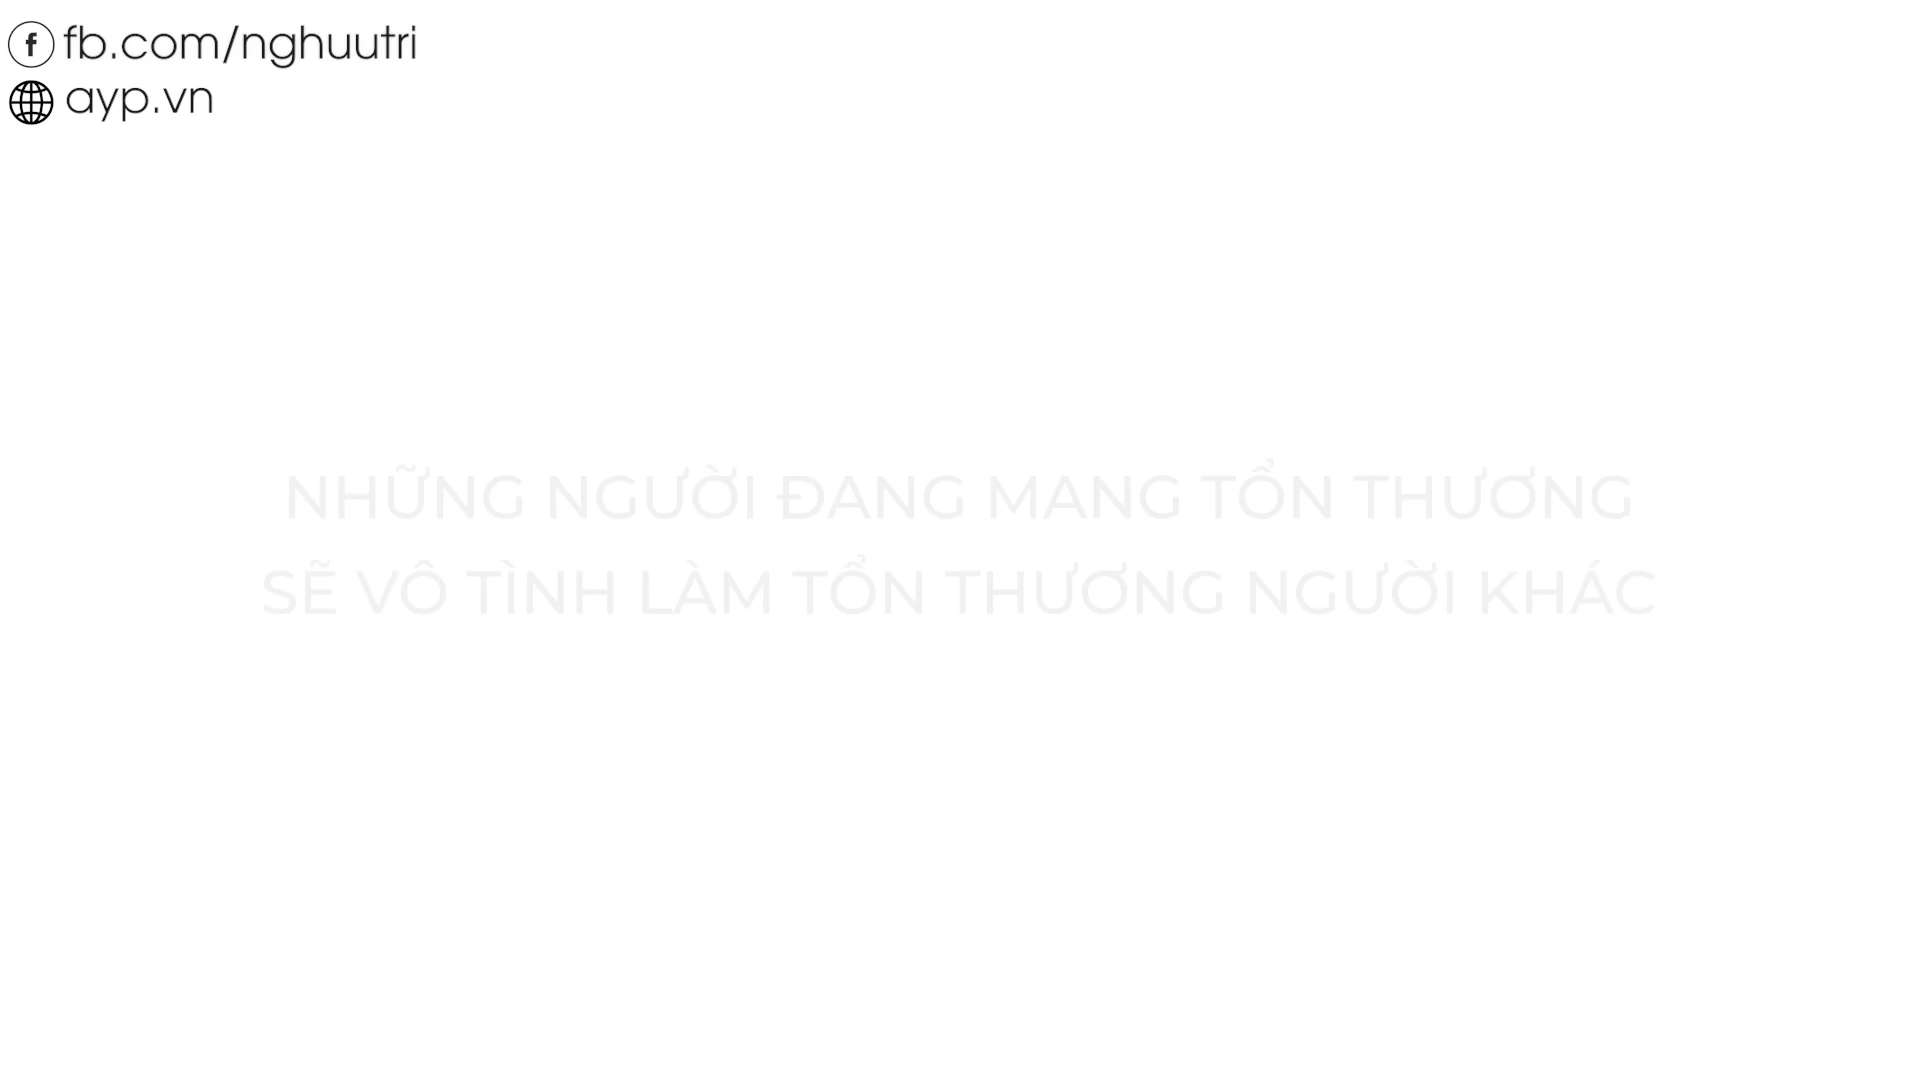 fb.com/nghuutri
ayp.vn
NHỮNG NGƯỜI ĐANG MANG TỔN THƯƠNG
SẼ VÔ TÌNH LÀM TỔN THƯƠNG NGƯỜI KHÁC